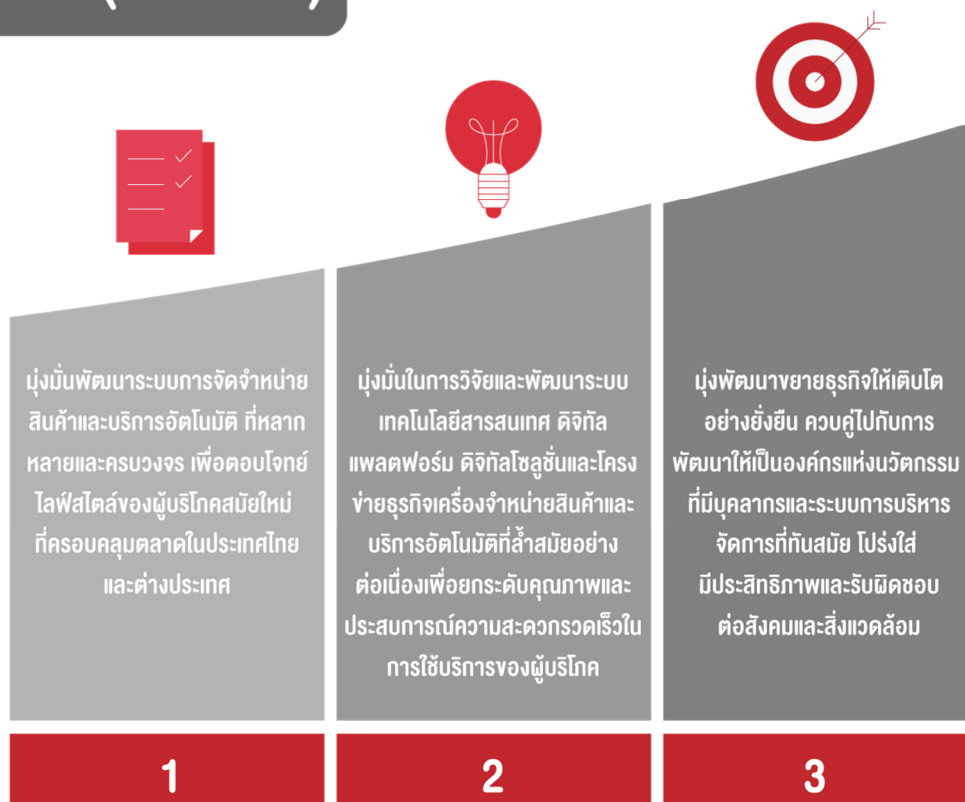 มุ่งมั่นพัฒนาระบบการจัดจำหน่าย
สินค้าและบริการอัตโนมัติ ที่หลาก
หลายและครบวงจร เพื่อตอบโจทย์
ไลฟ์สไตล์ของผู้บริโภคสมัยใหม่
ที่ครอบคลุมตลาดในประเทศไทย
และต่างประเทศ
1
มุ่งมั่นในการวิจัยและพัฒนาระบบ
เทคโนโลยีสารสนเทศ ดิจิทัล
แพลตฟอร์ม ดิจิทัลโซลูชั่นและโครง
ข่ายธุรกิจเครื่องจำหน่ายสินค้าและ
บริการอัตโนมัติที่ล้ำสมัยอย่าง
ต่อเนื่องเพื่อยกระดับคุณภาพและ
ประสบการณ์ความสะดวกรวดเร็วใน
การใช้บริการของผู้บริโภค
2
มุ่งพัฒนาขยายธุรกิจให้เติบโต
อย่างยั่งยืน ควบคู่ไปกับการ
พัฒนาให้เป็นองค์กรแห่งนวัตกรรม
ที่มีบุคลากรและระบบการบริหาร
จัดการที่ทันสมัย โปร่งใส่
มีประสิทธิภาพและรับผิดชอบ
ต่อสังคมและสิ่งแวดล้อม
3